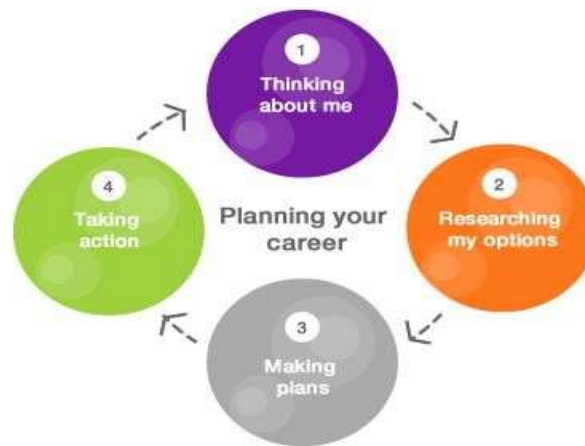 1
Thinking
about me
2
Researching
my options
3
Making
plans
4
Taking
action
Planning your
career